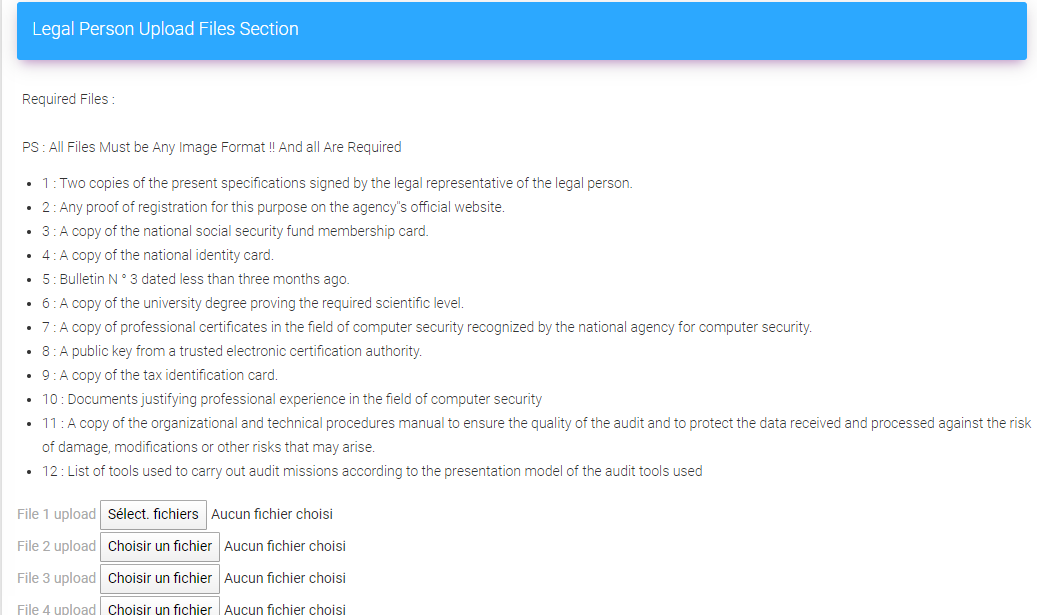 Legal Person Upload Files Section
Required Files :
PS : All Files Must be Any Image Format !! And all Are Required
1 : Two copies of the present specifications signed by the legal representative of the legal person.
2 : Any proof of registration for this purpose on the agency"s official website.
3 : A copy of the national social security fund membership card.
4 : A copy of the national identity card.
5 : Bulletin N ° 3 dated less than three months ago.
6 : A copy of the university degree proving the required scientific level.
7 : A copy of professional certificates in the field of computer security recognized by the national agency for computer security.
8 : A public key from a trusted electronic certification authority.
9 : A copy of the tax identification card.
10 : Documents justifying professional experience in the field of computer security
11 : A copy of the organizational and technical procedures manual to ensure the quality of the audit and to protect the data received and processed against the risk
of damage, modifications or other risks that may arise.
12 : List of tools used to carry out audit missions according to the presentation model of the audit tools used
File 1 upload Sélect. fichiers Aucun fichier choisi
File 2 upload Choisir un fichier Aucun fichier choisi
File 3 upload Choisir un fichier Aucun fichier choisi
File 4 upload Choisir un fichier Aucun fichier choisi